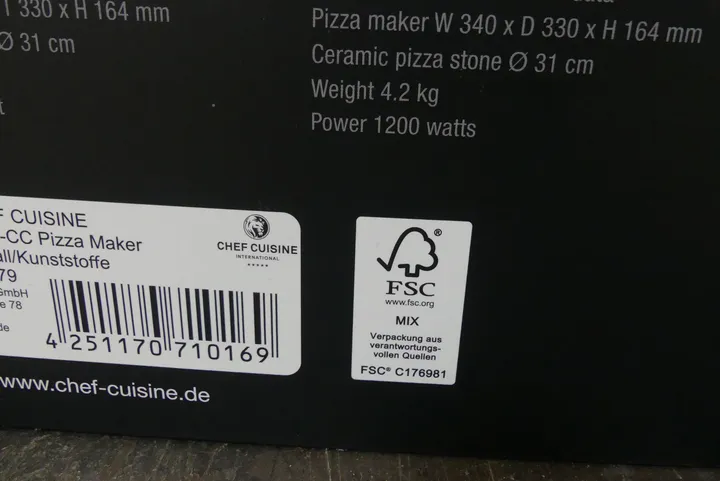 T 330 x H 164 mm
Ø 31 cm
Pizza maker W 340 x D 330 x H 164 mm
Ceramic pizza stone Ø 31 cm
Weight 4.2 kg
Power 1200 watts
F CUISINE
-CC Pizza Maker
all/Kunststoffe
79
GmbH
e 78
de
CHEF CUISINE
INTERNATIONAL
4 251170 710169
www.chef-cuisine.de
®
FSC
www.fsc.org
MIX
Verpackung aus
verantwortungs-
vollen Quellen
FSC® C176981